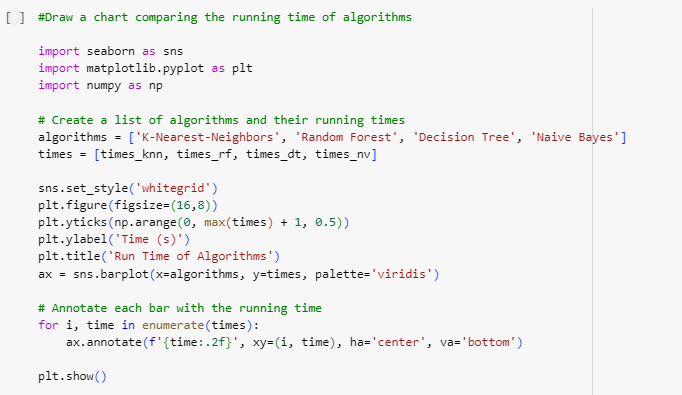 [ ] #Draw a chart comparing the running time of algorithms
import seaborn as sns
import matplotlib.pyplot as plt
import numpy as np
# Create a list of algorithms and their running times
algorithms = ['K-Nearest-Neighbors', 'Random Forest', 'Decision Tree', 'Naive Bayes']
times = [times_knn, times_rf, times_dt, times_nv]
sns.set_style('whitegrid')
plt.figure(figsize=(16,8))
plt.yticks(np.arange(0, max(times) + 1, 0.5))
plt.ylabel('Time (s)')
plt.title('Run Time of Algorithms')
ax = sns.barplot(x=algorithms, y=times, palette='viridis')
# Annotate each bar with the running time
for i, time in enumerate(times):
    ax.annotate(f'{time:.2f}', xy=(i, time), ha='center', va='bottom')
plt.show()